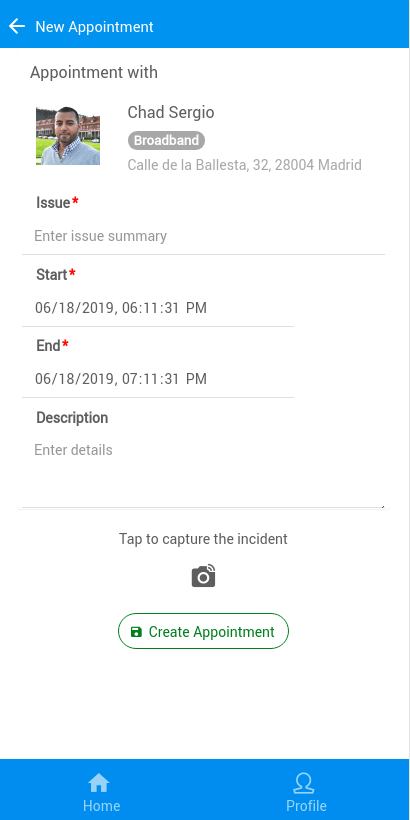 New Appointment
Appointment with
Chad Sergio
Broadband
Calle de la Ballesta, 32, 28004 Madrid
Issue*
Enter issue summary
Start*
06/18/2019, 06:11:31 PM
End*
06/18/2019, 07:11:31 PM
Description
Enter details
Tap to capture the incident
Create Appointment
Home Profile